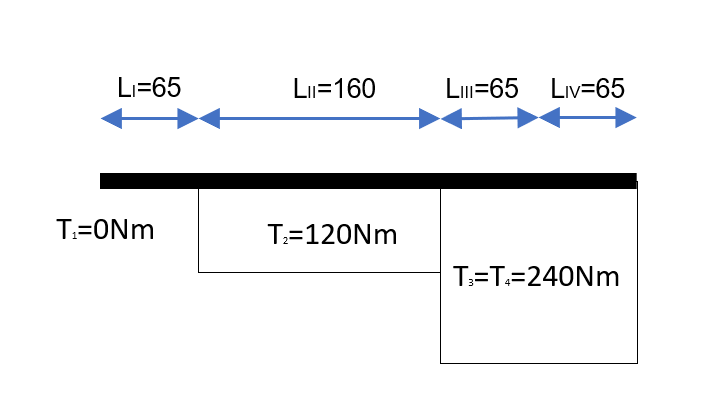 LI=65
LII=160
LIII=65
LIV=65
T1=0Nm
T2=120Nm
T3=T4=240Nm